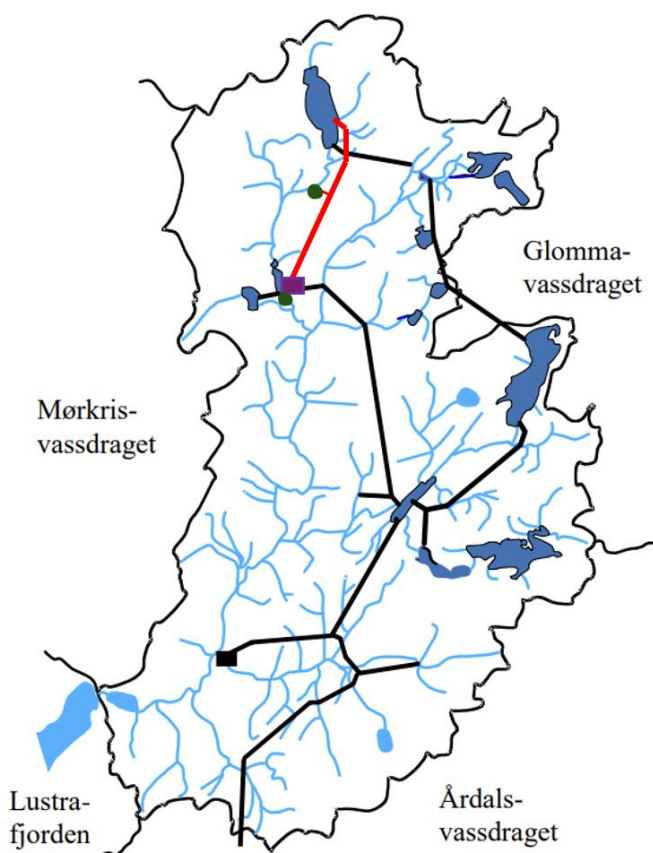 Glomma-
vassdraget
Mørkris-
vassdraget
Lustra-
fjorden
Årdals-
vassdraget